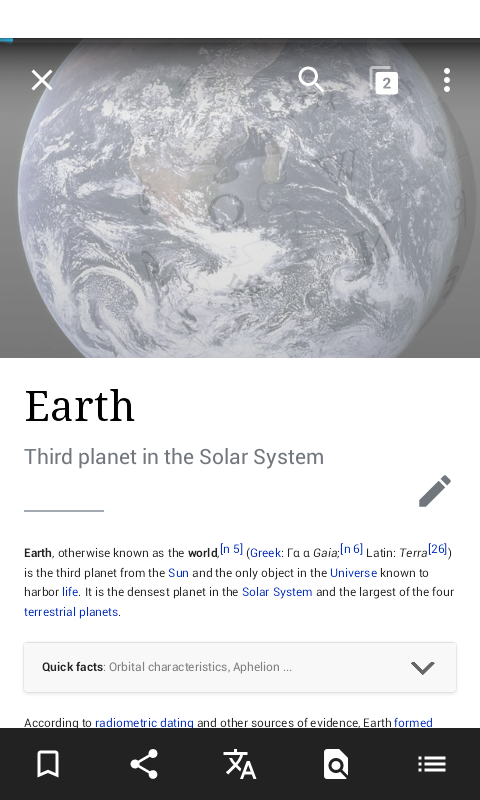 2
Earth
Third planet in the Solar System
Earth, otherwise known as the world,[n 5] (Greek: Γαα Gaia;[n 6] Latin: Terra[26])
is the third planet from the Sun and the only object in the Universe known to
harbor life. It is the densest planet in the Solar System and the largest of the four
terrestrial planets.
Quick facts: Orbital characteristics, Aphelion ...
According to radiometric dating and other sources of evidence, Earth formed